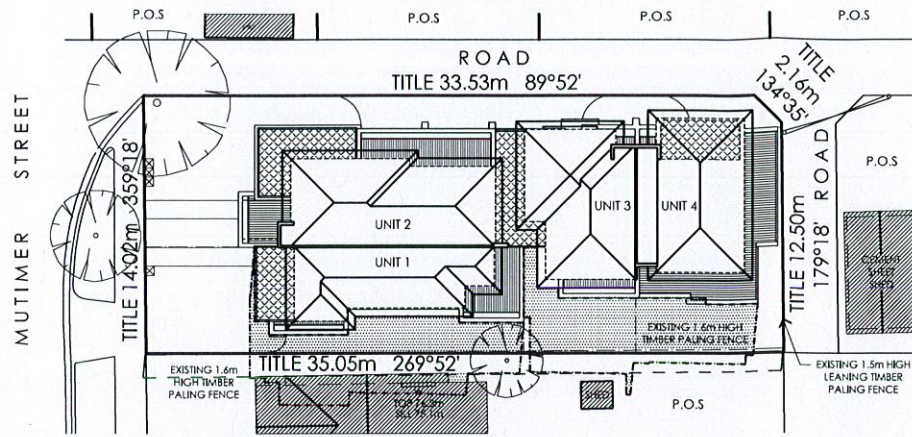 P.O.S
P.O.S
P.O.S
P.O.S
ROAD
TITLE 33.53m 89°52'
TITLE
2.16m
134°35'
MUTIMER STREET
TITLE 14.02m 359°18'
UNIT 2
UNIT 1
UNIT 3
UNIT 4
TITLE 12.50m
179°18' ROAD
P.O.S
CEMENT
SHEET
SHED
EXISTING 1.6m HIGH
TIMBER PALING FENCE
TITLE 35.05m 269°52'
EXISTING 1.6m
HIGH TIMBER
PALING FENCE
SHED
P.O.S
EXISTING 1.5m HIGH
LEANING TIMBER
PALING FENCE